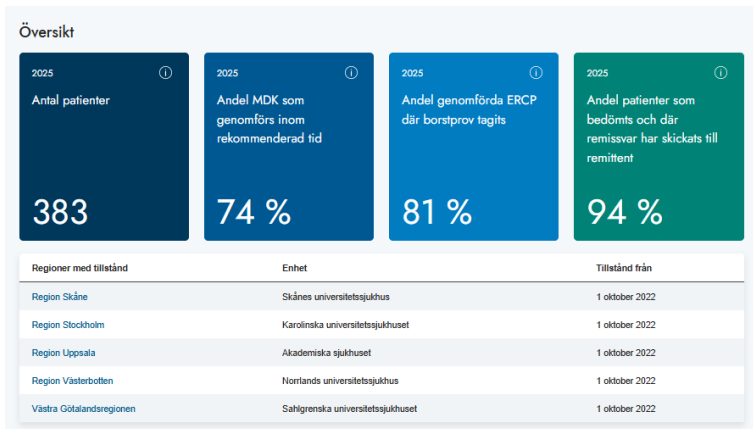 Översikt
2025
Antal patienter
383
2025
Andel MDK som
genomförs inom
rekommenderad tid
74 %
2025
Andel genomförda ERCP
där borstprov tagits
81 %
2025
Andel patienter som
bedömts och där
remissvar har skickats till
remittent
94 %
Regioner med tillstånd Enhet Tillstånd från
Region Skåne Skånes universitetssjukhus 1 oktober 2022
Region Stockholm Karolinska universitetssjukhuset 1 oktober 2022
Region Uppsala Akademiska sjukhuset 1 oktober 2022
Region Västerbotten Norrlands universitetssjukhus 1 oktober 2022
Västra Götalandsregionen Sahlgrenska universitetssjukhuset 1 oktober 2022